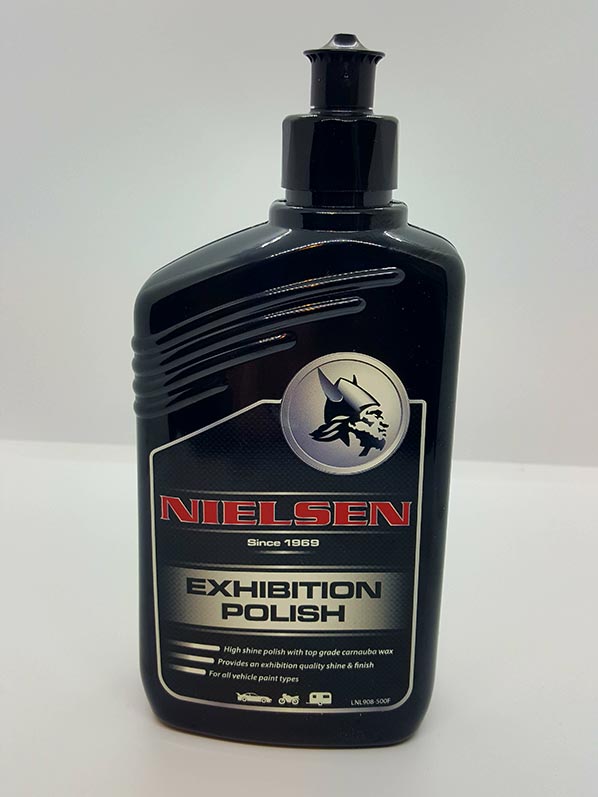 NIELSEN
Since 1969
EXHIBITION
POLISH
High shine polish with top grade carnauba wax
Provides an exhibition quality shine & finish
For all vehicle paint types
LNL908-500F